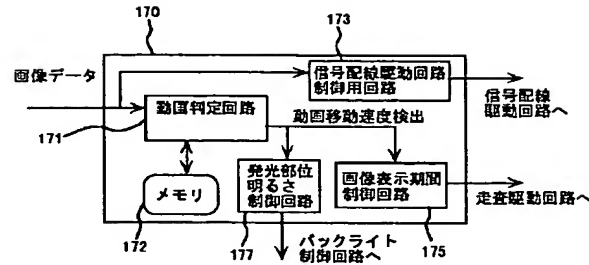 170
173
画像データ
信号配線駆動回路
制御用回路
信号配線
駆動回路へ
動画判定回路
171
動画移動速度検出
メモリ
172
発光部位
明るさ
制御回路
177
画像表示期間
制御回路
175
走査駆動回路へ
バックライト
制御回路へ